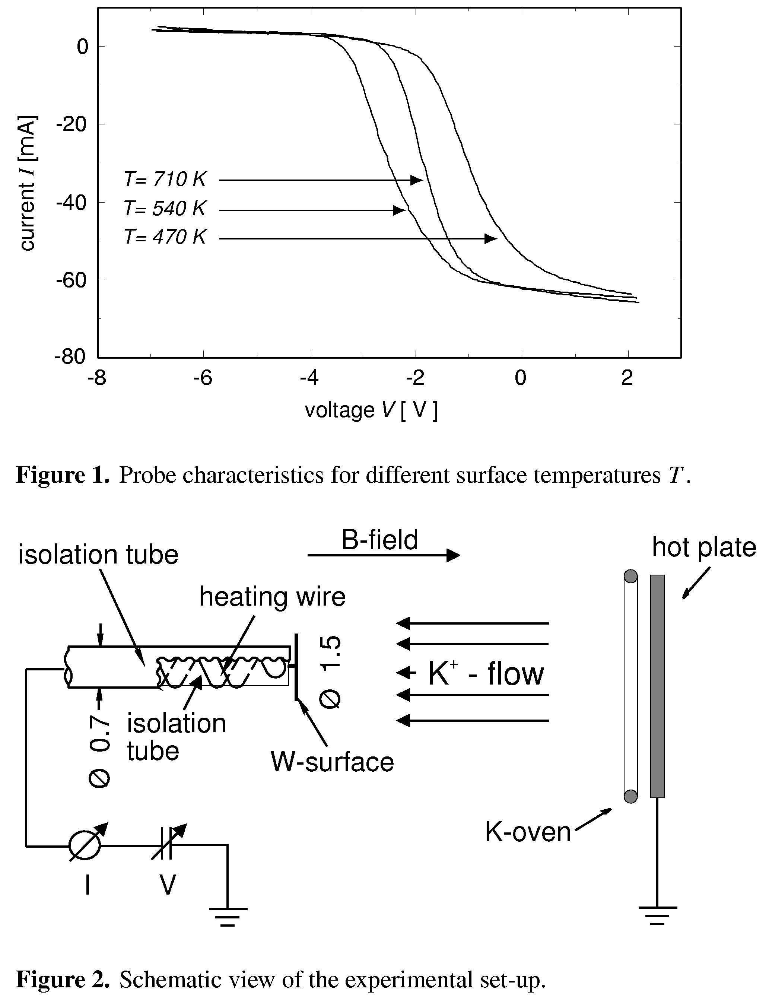 0
-20
-40
-60
-80
current I [mA]
T= 710 K
T= 540 K
T= 470 K
-8 -6 -4 -2 0 2
voltage V [ V ]
Figure 1. Probe characteristics for different surface temperatures T.
B-field
hot plate
isolation tube
heating wire
Ø 1.5
K⁺ - flow
Ø 0.7
isolation
tube
W-surface
K-oven
I
V
Figure 2. Schematic view of the experimental set-up.